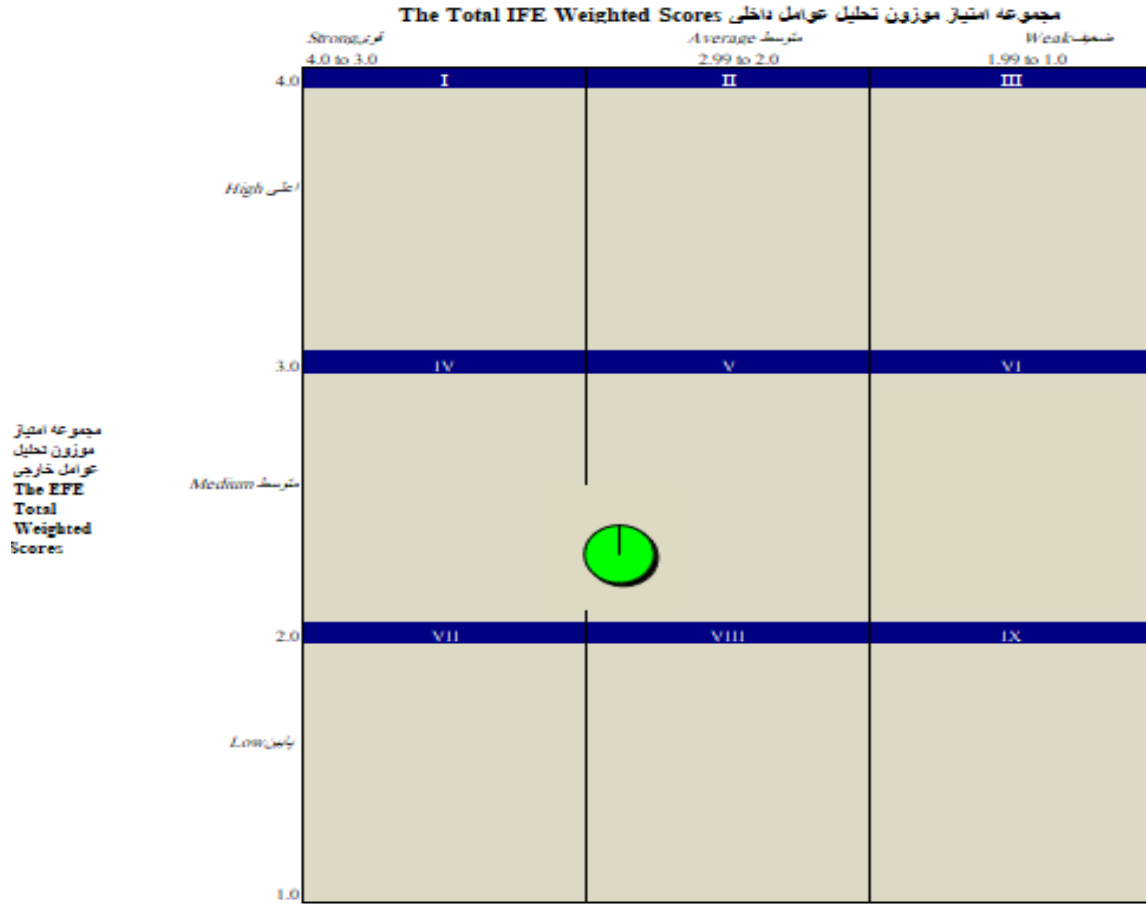 مجموعه امتیاز موزون تحلیل عوامل داخلی The Total IFE Weighted Scores
Strong قوی
Average متوسط
Weak ضعیف
4.0 to 3.0
2.99 to 2.0
1.99 to 1.0
4.0
I
II
III
High اعلی
3.0
IV
V
VI
مجموعه امتیاز
موزون تحلیل
عوامل خارجی
The EFE
Total
Weighted
Scores
Medium متوسط
2.0
VII
VIII
IX
Low پایین
1.0